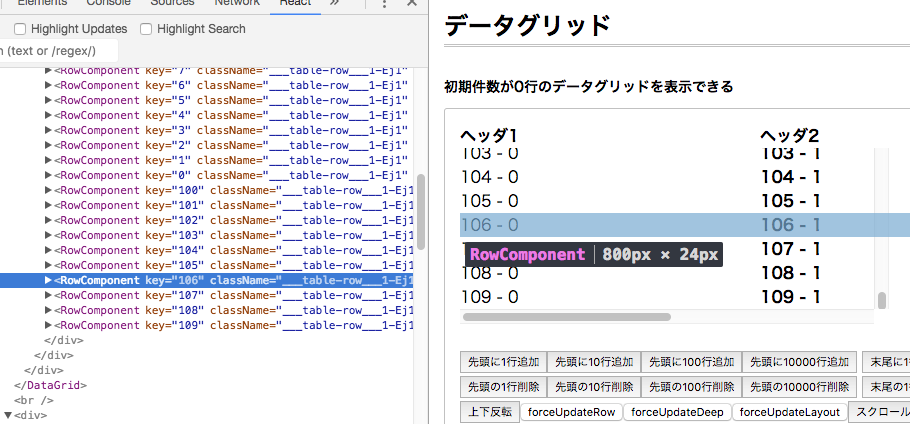 Elements Console Sources Network React »
Highlight Updates Highlight Search
(text or /regex/)
▶<RowComponent key="7" className="___table-row___1-Ej1"
▶<RowComponent key="6" className="___table-row___1-Ej1"
▶<RowComponent key="5" className="___table-row___1-Ej1"
▶<RowComponent key="4" className="___table-row___1-Ej1"
▶<RowComponent key="3" className="___table-row___1-Ej1"
▶<RowComponent key="2" className="___table-row___1-Ej1"
▶<RowComponent key="1" className="___table-row___1-Ej1"
▶<RowComponent key="0" className="___table-row___1-Ej1"
▶<RowComponent key="100" className="___table-row___1-Ej1
▶<RowComponent key="101" className="___table-row___1-Ej1
▶<RowComponent key="102" className="___table-row___1-Ej1
▶<RowComponent key="103" className="___table-row___1-Ej1
▶<RowComponent key="104" className="___table-row___1-Ej1
▶<RowComponent key="105" className="___table-row___1-Ej1
▶<RowComponent key="106" className="___table-row___1-Ej1
▶<RowComponent key="107" className="___table-row___1-Ej1
▶<RowComponent key="108" className="___table-row___1-Ej1
▶<RowComponent key="109" className="___table-row___1-Ej1
</div>
</div>
</div>
</DataGrid>
<br />
▼<div>
データグリッド
初期件数が0行のデータグリッドを表示できる
ヘッダ1 ヘッダ2
103 - 0 103 - 1
104 - 0 104 - 1
105 - 0 105 - 1
106 - 0 106 - 1
107 - 1
RowComponent | 800px × 24px
108 - 0 108 - 1
109 - 0 109 - 1
先頭に1行追加 先頭に10行追加 先頭に100行追加 先頭に10000行追加 末尾に1
先頭の1行削除 先頭の10行削除 先頭の100行削除 先頭の10000行削除 末尾の1
上下反転 forceUpdateRow forceUpdateDeep forceUpdateLayout スクロール